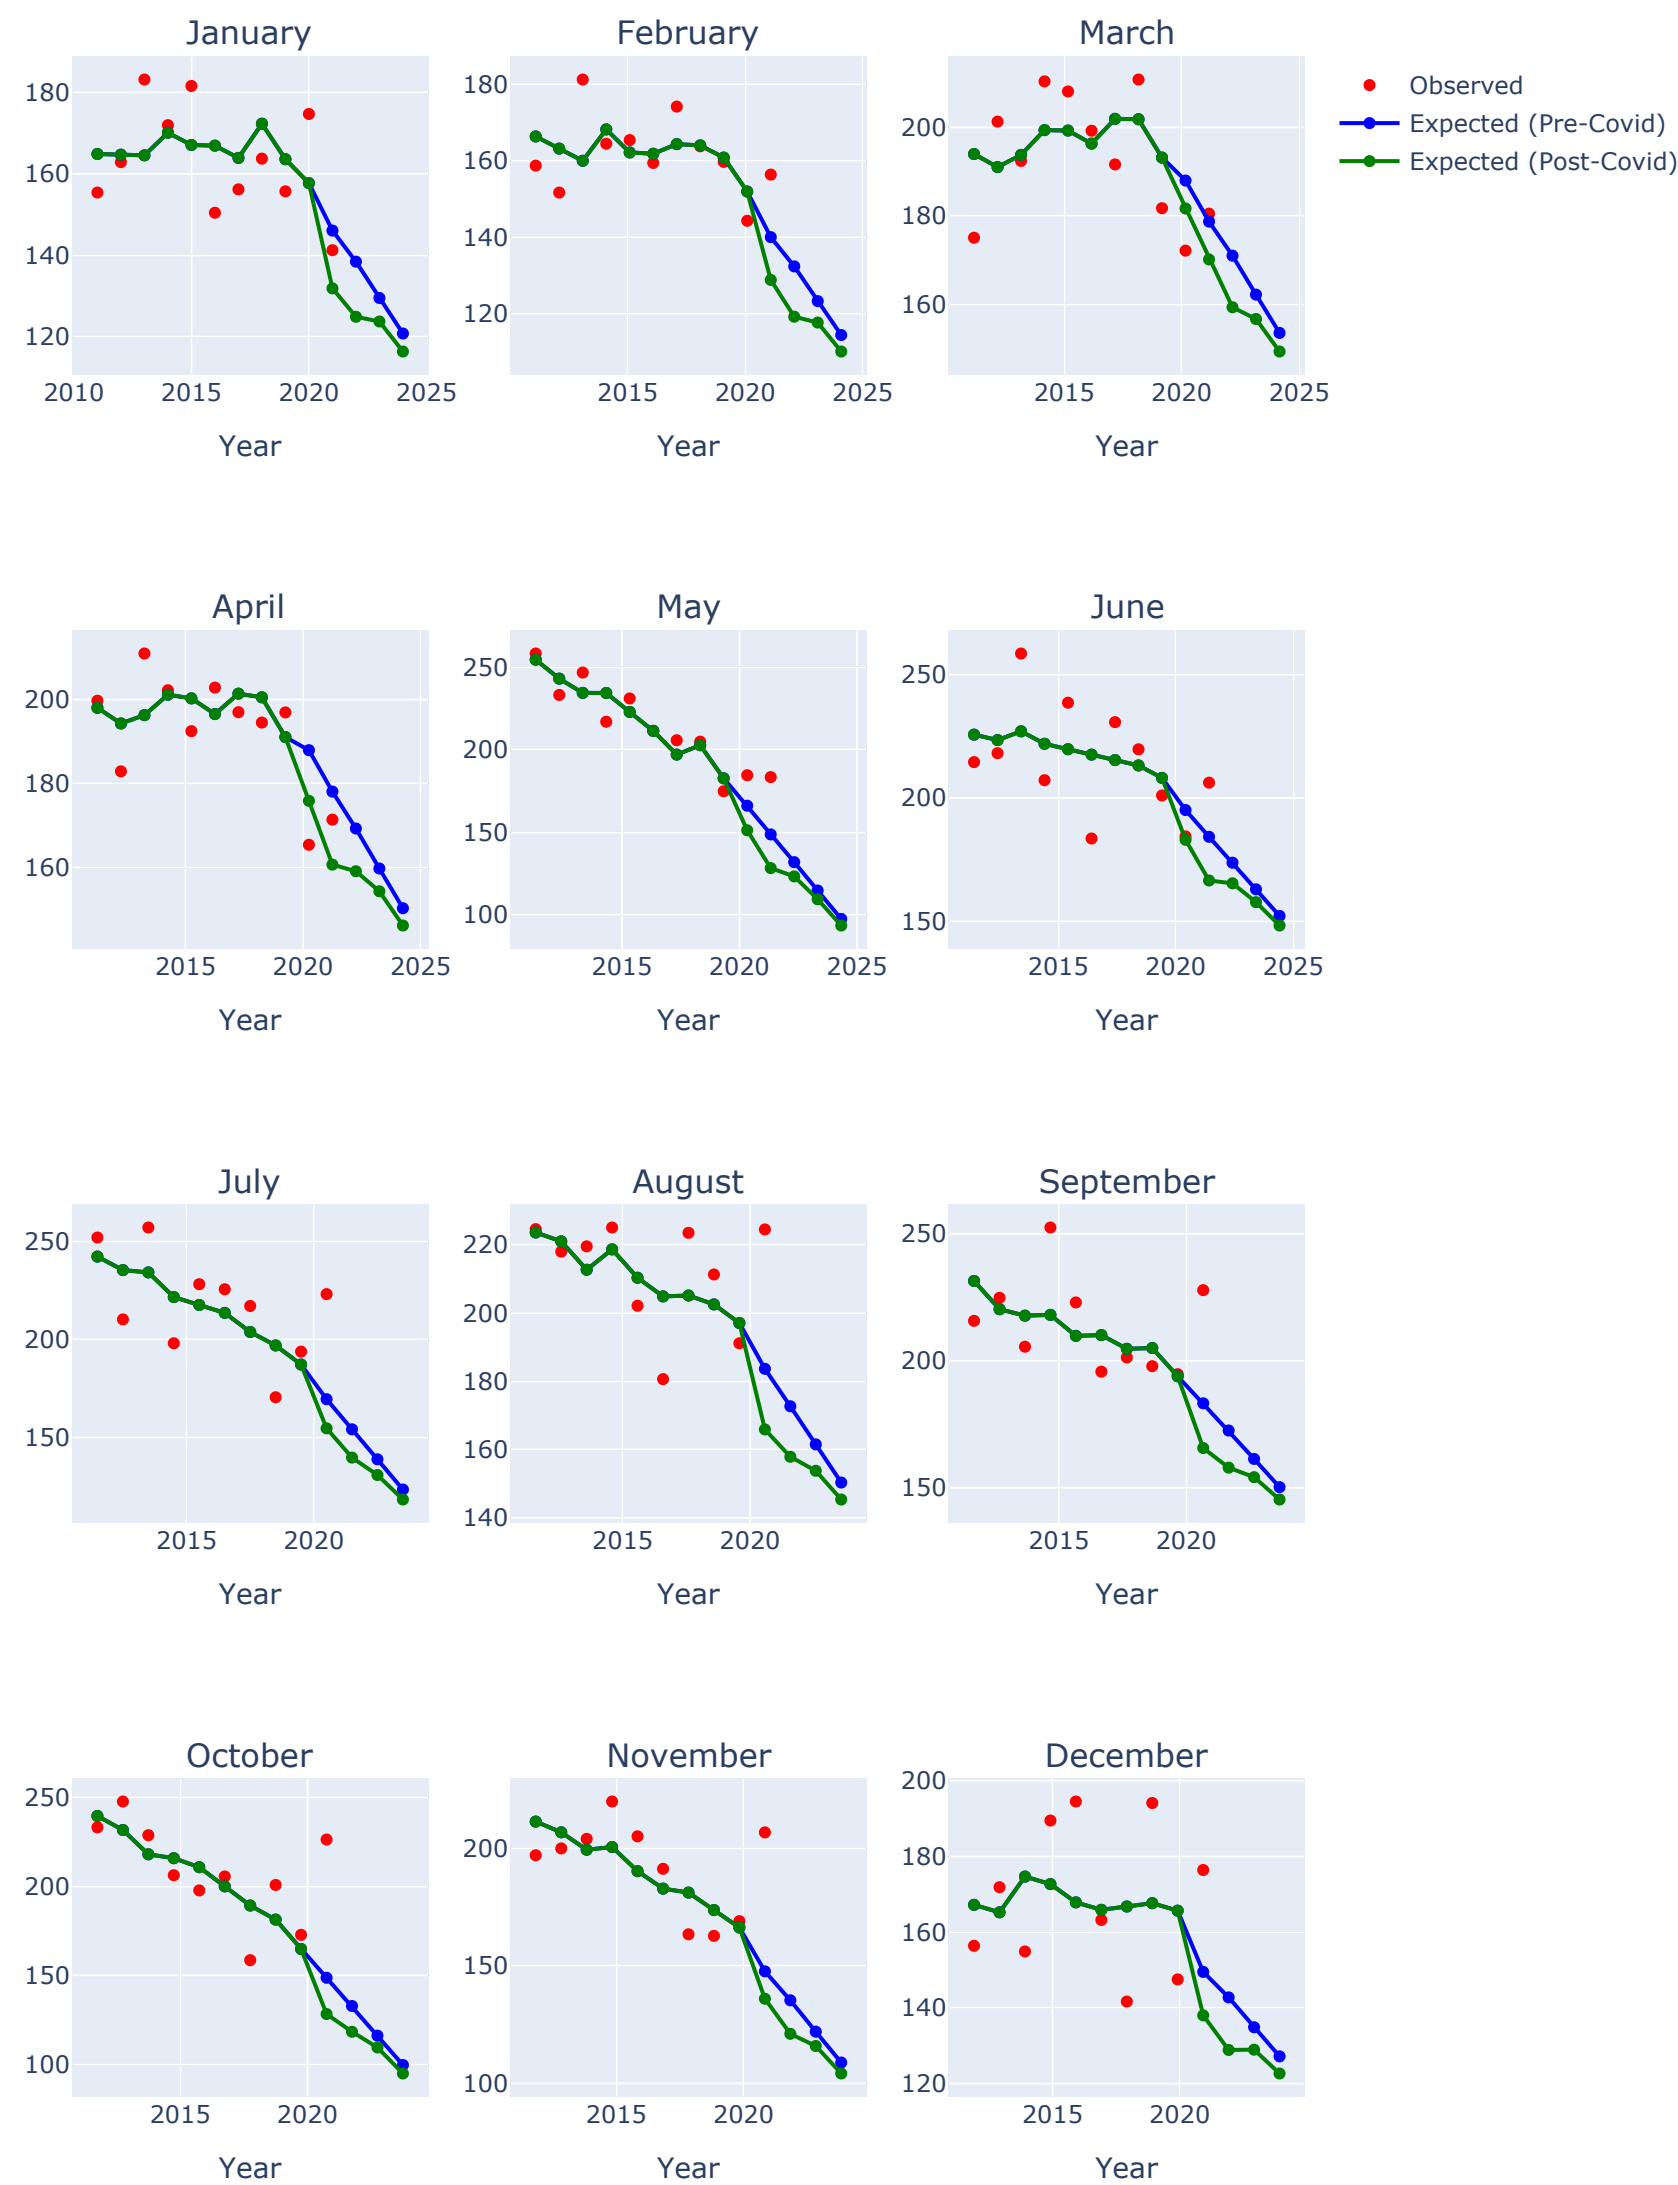 January
February
March
180
160
140
120
2010 2015 2020 2025
Year
180
160
140
120
2015 2020 2025
Year
200
180
160
2015 2020 2025
Year
Observed
Expected (Pre-Covid)
Expected (Post-Covid)
April
May
June
200
180
160
2015 2020 2025
Year
250
200
150
100
2015 2020 2025
Year
250
200
150
2015 2020 2025
Year
July
August
September
250
200
150
2015 2020
Year
220
200
180
160
140
2015 2020
Year
250
200
150
2015 2020
Year
October
November
December
250
200
150
100
2015 2020
Year
200
150
100
2015 2020
Year
200
180
160
140
120
2015 2020
Year